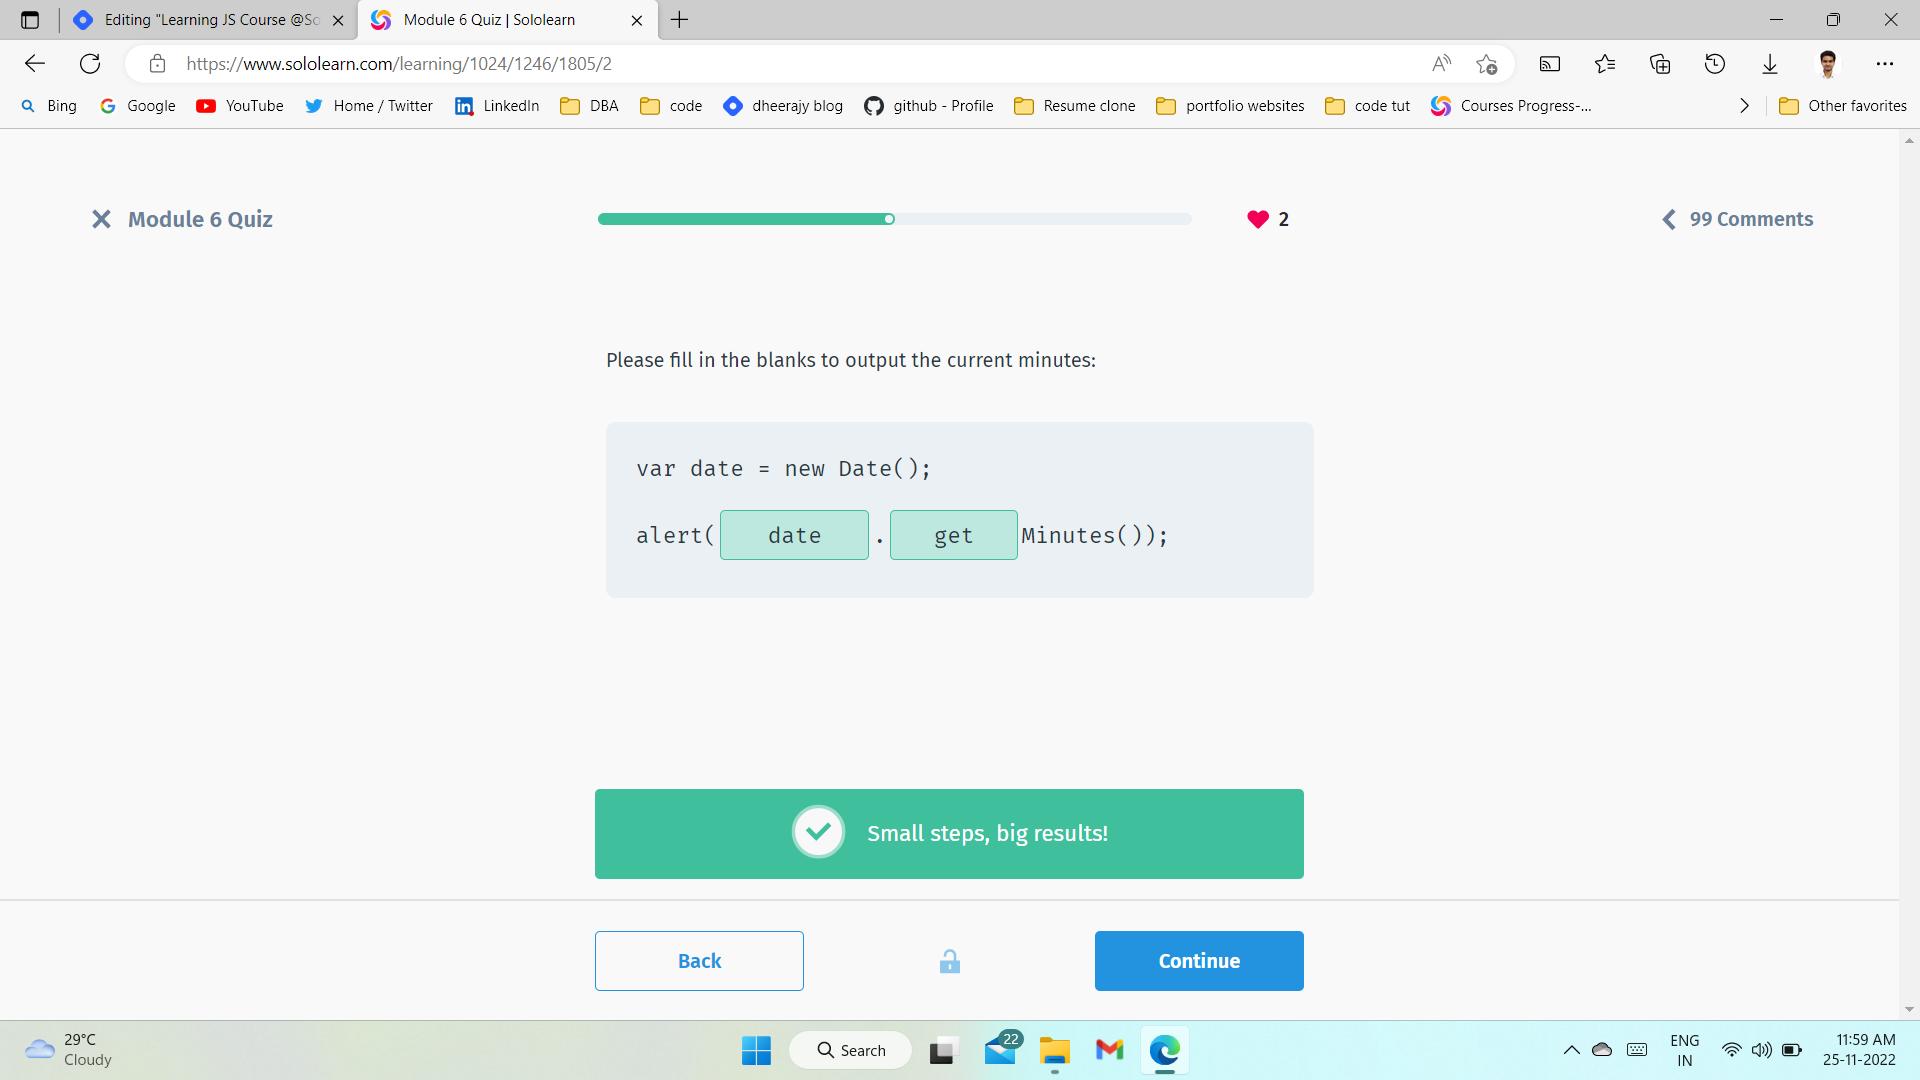 Editing "Learning JS Course @So
Module 6 Quiz | Sololearn
https://www.sololearn.com/learning/1024/1246/1805/2
Bing
Google
YouTube
Home / Twitter
LinkedIn
DBA
code
dheerajy blog
github - Profile
Resume clone
portfolio websites
code tut
Courses Progress-...
Other favorites
Module 6 Quiz
2
99 Comments
Please fill in the blanks to output the current minutes:
var date = new Date();
alert( date . get Minutes());
Small steps, big results!
Back
Continue
29°C
Cloudy
Search
22
ENG
IN
11:59 AM
25-11-2022